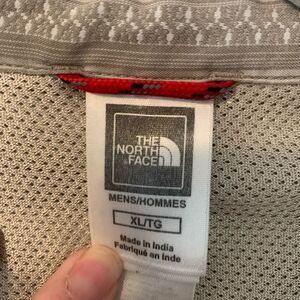 THE
NORTH
FACE
MENS/HOMMES
XL/TG
Made in India
Fabriqué en Inde